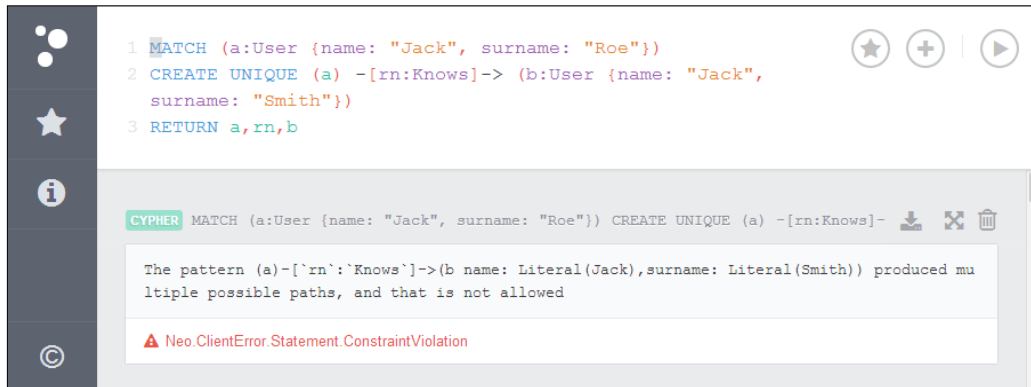 1 MATCH (a:User {name: "Jack", surname: "Roe"})
2 CREATE UNIQUE (a) -[rn:Knows]-> (b:User {name: "Jack",
surname: "Smith"})
3 RETURN a,rn,b
CYPHER MATCH (a:User {name: "Jack", surname: "Roe"}) CREATE UNIQUE (a) -[rn:Knows]-
The pattern (a)-[`rn`:`Knows`]->(b name: Literal(Jack),surname: Literal(Smith)) produced mu
ltiple possible paths, and that is not allowed
Neo.ClientError.Statement.ConstraintViolation
©